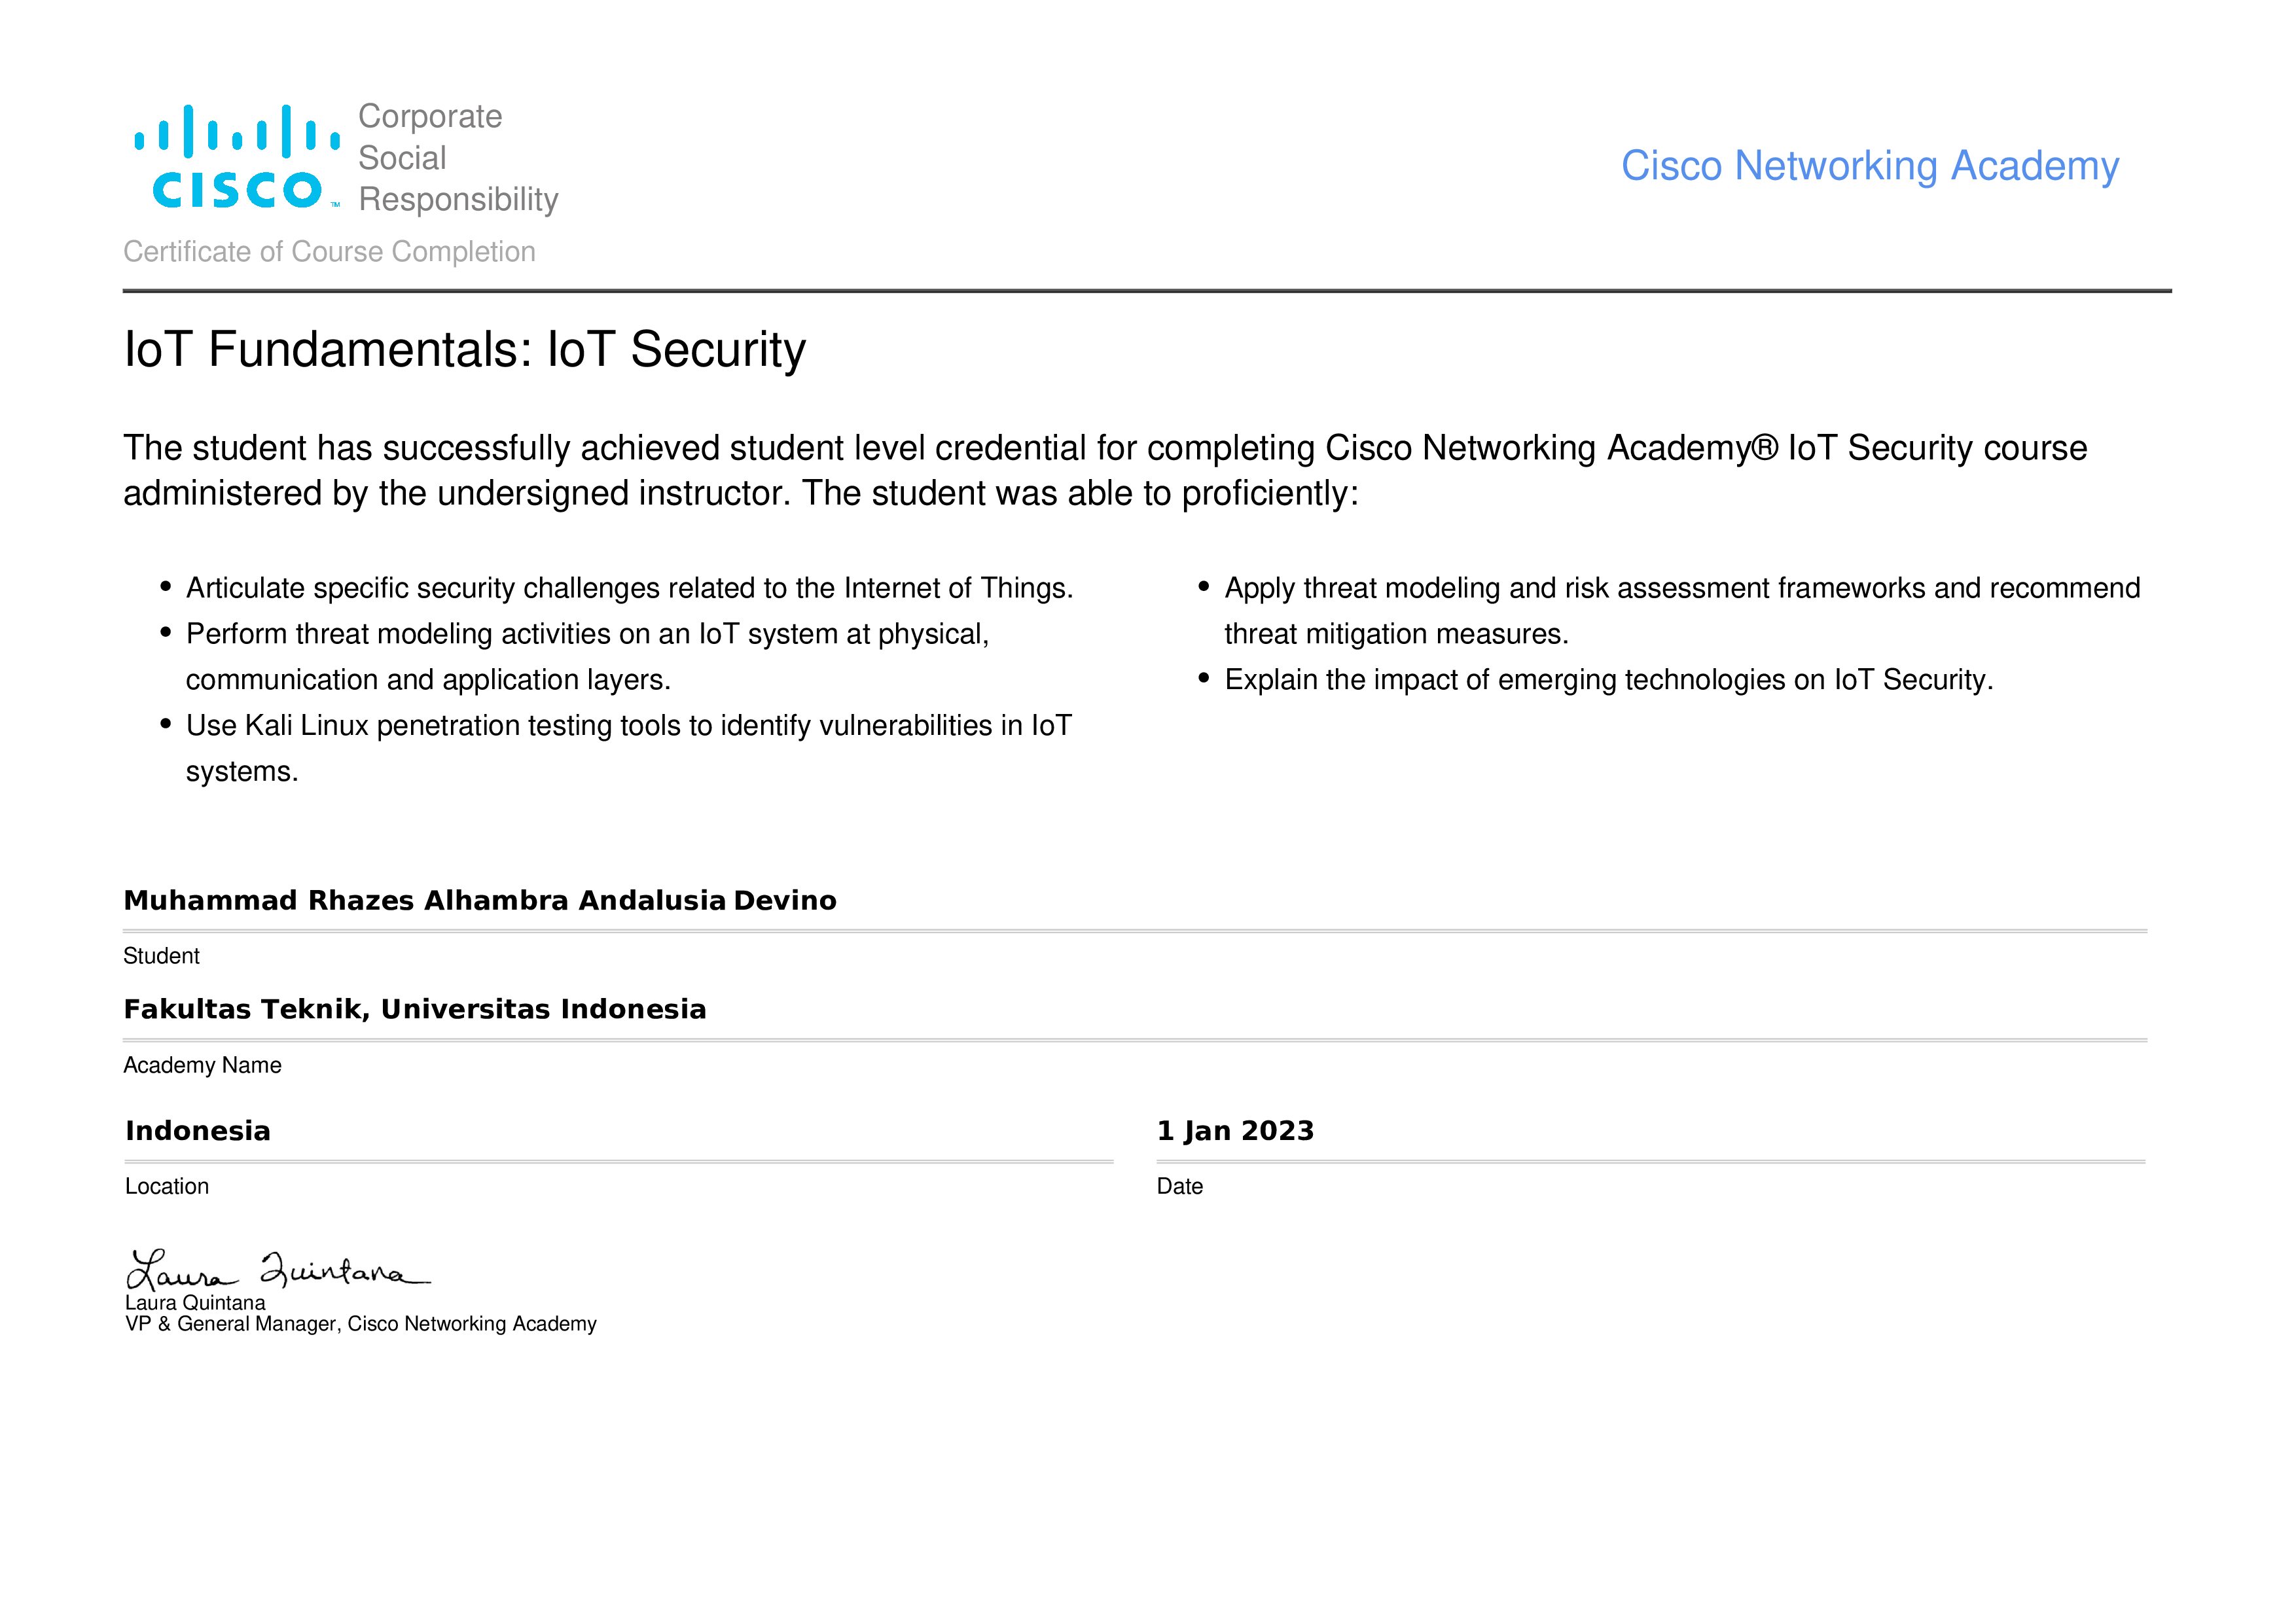 Corporate
Social
Responsibility
CISCO™
Cisco Networking Academy
Certificate of Course Completion
IoT Fundamentals: IoT Security
The student has successfully achieved student level credential for completing Cisco Networking Academy® IoT Security course
administered by the undersigned instructor. The student was able to proficiently:
• Articulate specific security challenges related to the Internet of Things.
• Perform threat modeling activities on an IoT system at physical,
communication and application layers.
• Use Kali Linux penetration testing tools to identify vulnerabilities in IoT
systems.
• Apply threat modeling and risk assessment frameworks and recommend
threat mitigation measures.
• Explain the impact of emerging technologies on IoT Security.
Muhammad Rhazes Alhambra Andalusia Devino
Student
Fakultas Teknik, Universitas Indonesia
Academy Name
Indonesia
Location
1 Jan 2023
Date
Laura Quintana
Laura Quintana
VP & General Manager, Cisco Networking Academy